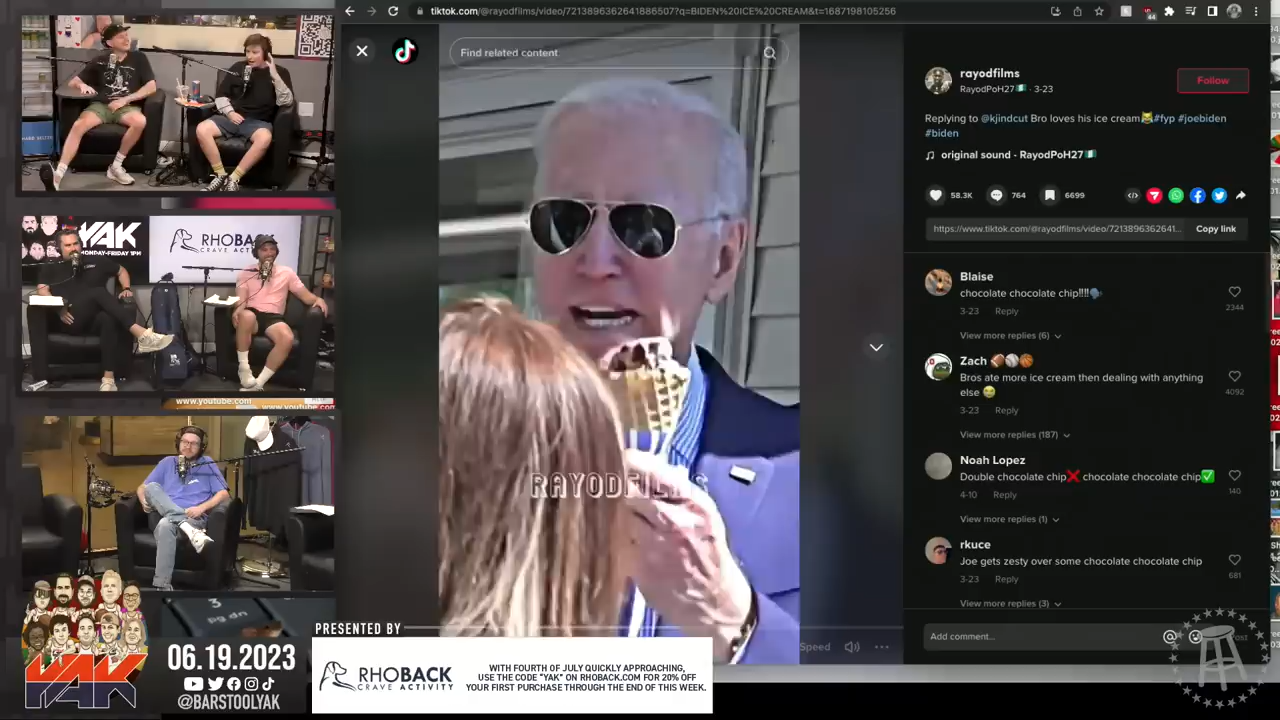 tiktok.com/@rayodfilms/video/7213896362641886507?q=BIDEN%20ICE%20CREAM&t=1687198105256
Find related content
rayodfilms
RayodPoH27 · 3-23
Follow
Replying to @kjindcut Bro loves his ice cream😹#fyp #joebiden
#biden
original sound - RayodPoH27
58.3K
764
6699
https://www.tiktok.com/@rayodfilms/video/7213896362641...
Copy link
Blaise
chocolate chocolate chip!!!!🗣
3-23 Reply
2344
View more replies (6)
Zach 🏈⚾🏀
Bros ate more ice cream then dealing with anything
else 😂
4092
3-23 Reply
View more replies (187)
Noah Lopez
Double chocolate chip❌ chocolate chocolate chip✅
140
4-10 Reply
View more replies (1)
rkuce
Joe gets zesty over some chocolate chocolate chip
681
3-23 Reply
View more replies (3)
Add comment...
Speed
RAYODFILMS
YAK
MONDAY-FRIDAY 1PM
RHOBACK
CRAVE ACTIVITY
www.youtube.com
www.youtube.com
3
pg dn
YAK
06.19.2023
@BARSTOOLYAK
PRESENTED BY
RHOBACK
CRAVE ACTIVITY
WITH FOURTH OF JULY QUICKLY APPROACHING,
USE THE CODE "YAK" ON RHOBACK.COM FOR 20% OFF
YOUR FIRST PURCHASE THROUGH THE END OF THIS WEEK.